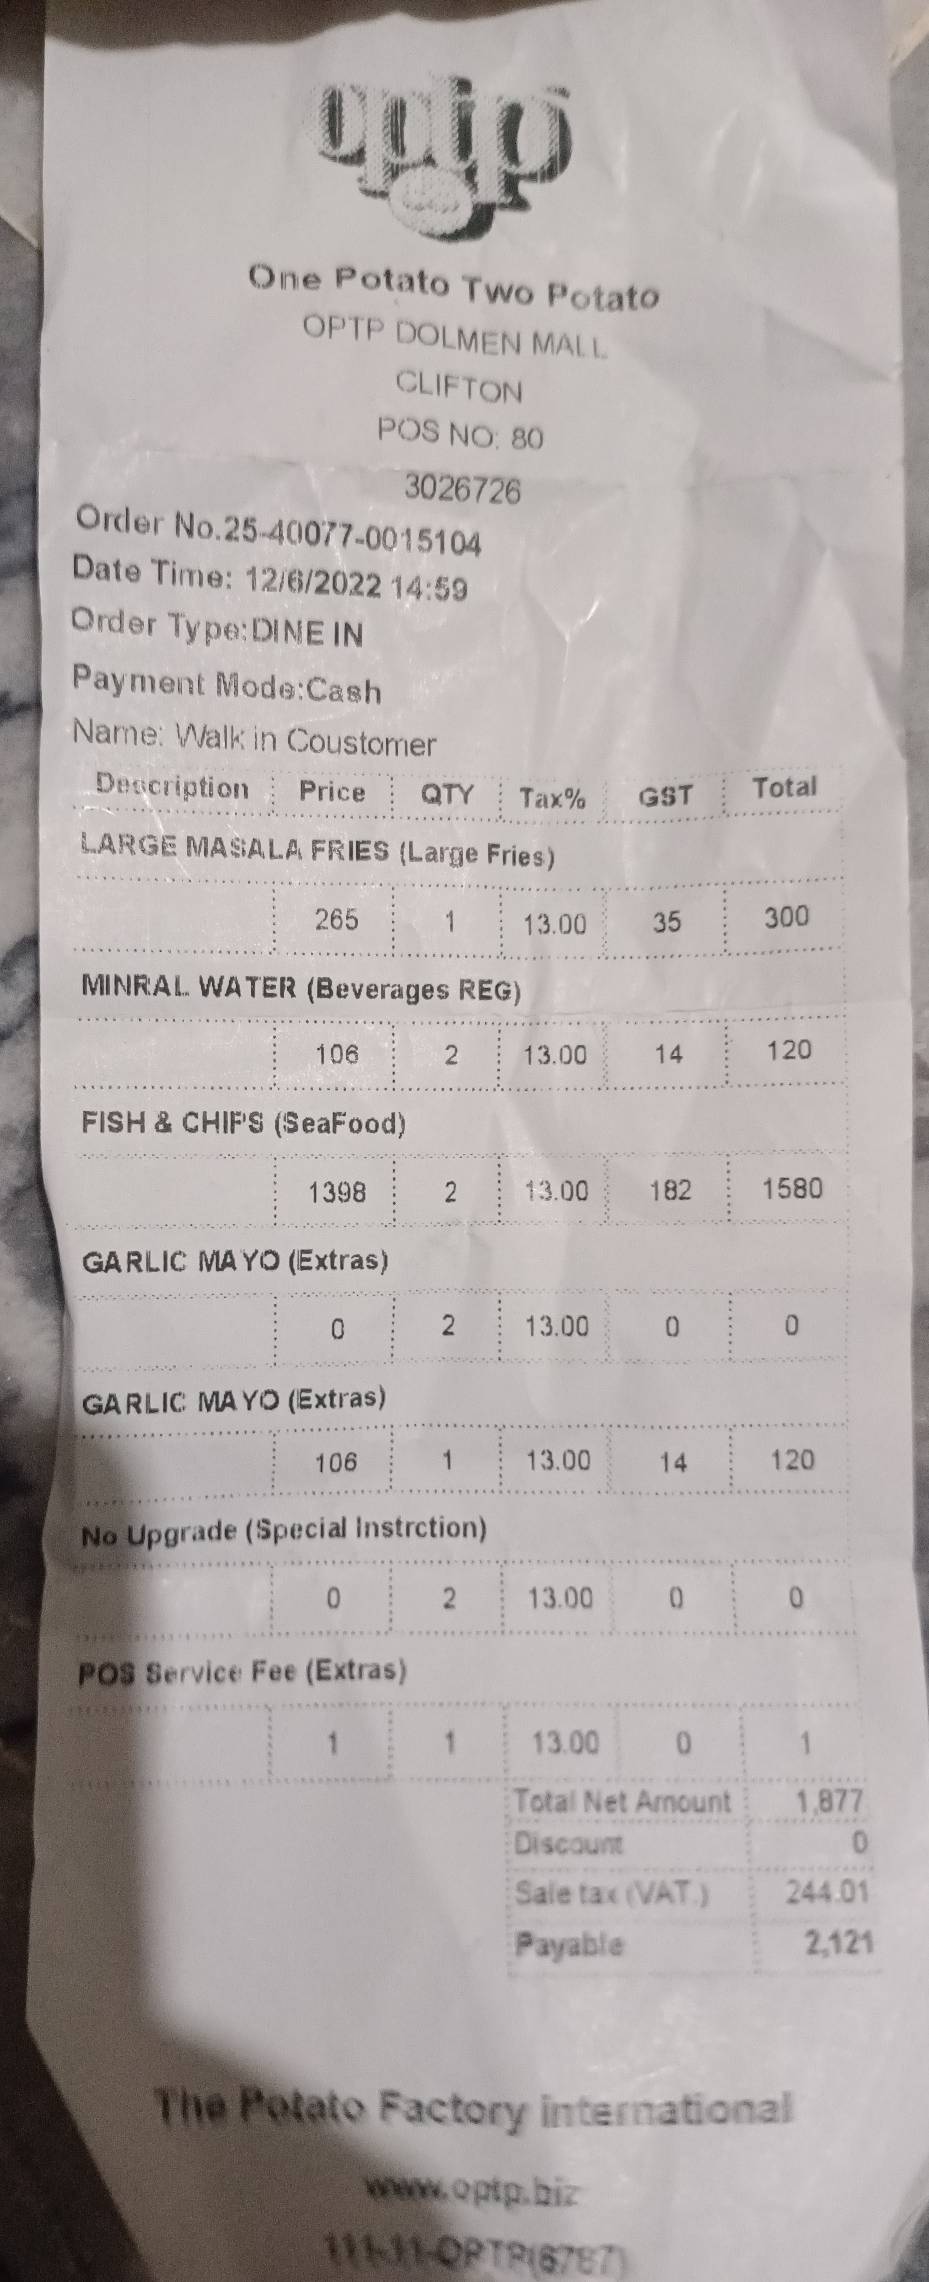 optp
One Potato Two Potato
OPTP DOLMEN MALL
CLIFTON
POS NO: 80
3026726
Order No.25-40077-0015104
Date Time: 12/6/2022 14:59
Order Type:DINE IN
Payment Mode:Cash
Name: Walk in Coustomer
Description Price QTY Tax% GST Total
LARGE MASALA FRIES (Large Fries)
265 1 13.00 35 300
MINRAL WATER (Beverages REG)
106 2 13.00 14 120
FISH & CHIPS (SeaFood)
1398 2 13.00 182 1580
GARLIC MAYO (Extras)
0 2 13.00 0 0
GARLIC MAYO (Extras)
106 1 13.00 14 120
No Upgrade (Special Instrction)
0 2 13.00 0 0
POS Service Fee (Extras)
1 1 13.00 0 1
Total Net Amount 1,877
Discount 0
Sale tax (VAT.) 244.01
Payable 2,121
The Potato Factory international
www.optp.biz
111-11-OPTP(6787)